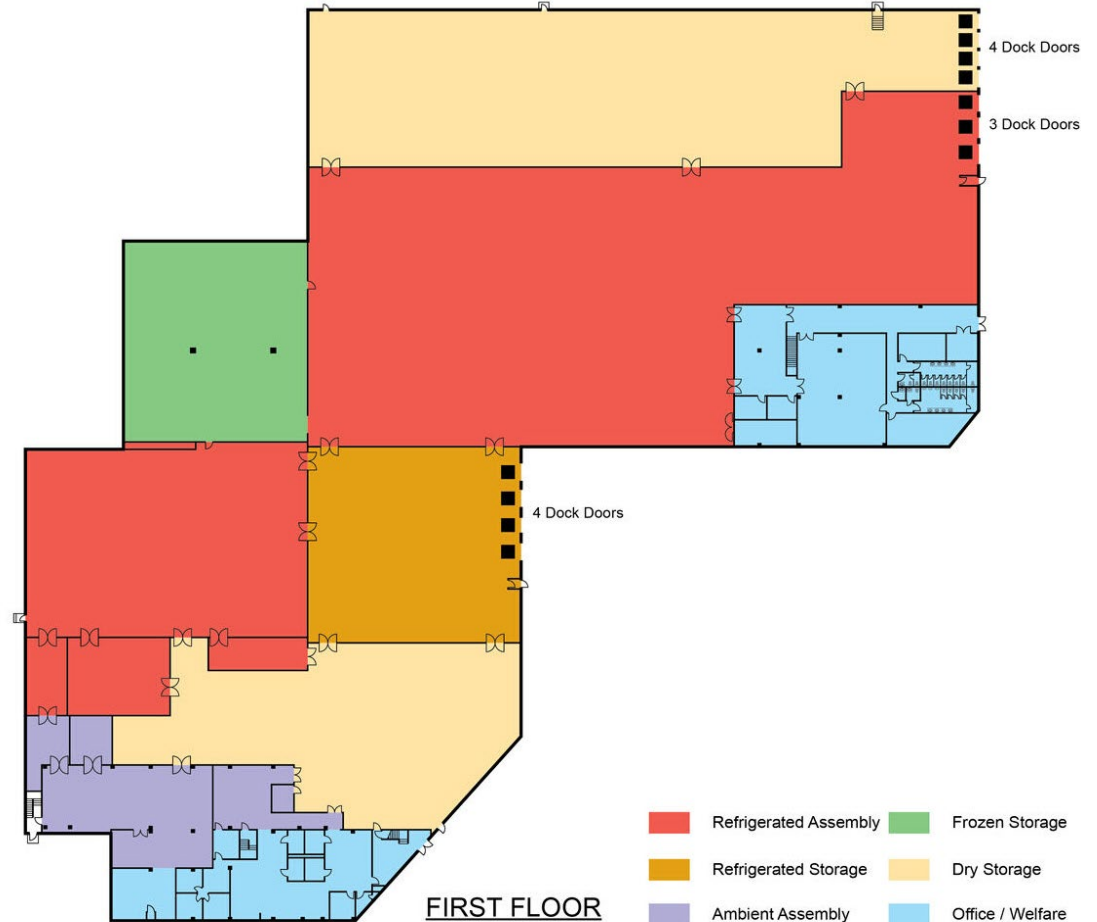 4 Dock Doors
3 Dock Doors
4 Dock Doors
Refrigerated Assembly
Frozen Storage
Refrigerated Storage
Dry Storage
Ambient Assembly
Office / Welfare
FIRST FLOOR